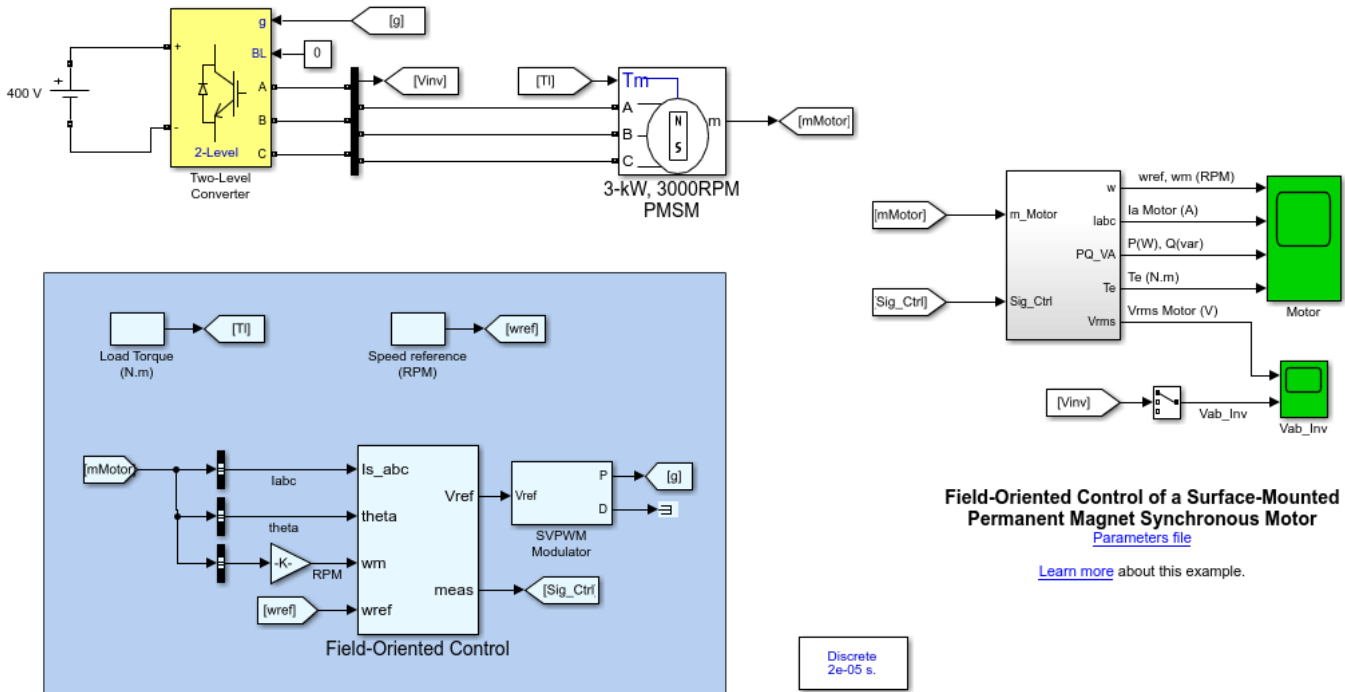 g
[g]
BL
0
+
+
400 V
A
[Vinv]
B
-
C
2-Level
Two-Level
Converter
[Tl]
Tm
A
B
C
N
S
m
[mMotor]
3-kW, 3000RPM
PMSM
[mMotor]
m_Motor
[Sig_Ctrl]
Sig_Ctrl
w
wref, wm (RPM)
Iabc
Ia Motor (A)
PQ_VA
P(W), Q(var)
Te
Te (N.m)
Vrms
Vrms Motor (V)
Motor
[Vinv]
Vab_Inv
Vab_Inv
[Tl]
Load Torque
(N.m)
[wref]
Speed reference
(RPM)
[mMotor]
Iabc
theta
-K-
RPM
[wref]
Is_abc
theta
wm
wref
Vref
meas
Field-Oriented Control
Vref
P
D
SVPWM
Modulator
[g]
[Sig_Ctrl]
Field-Oriented Control of a Surface-Mounted
Permanent Magnet Synchronous Motor
Parameters file
Learn more about this example.
Discrete
2e-05 s.